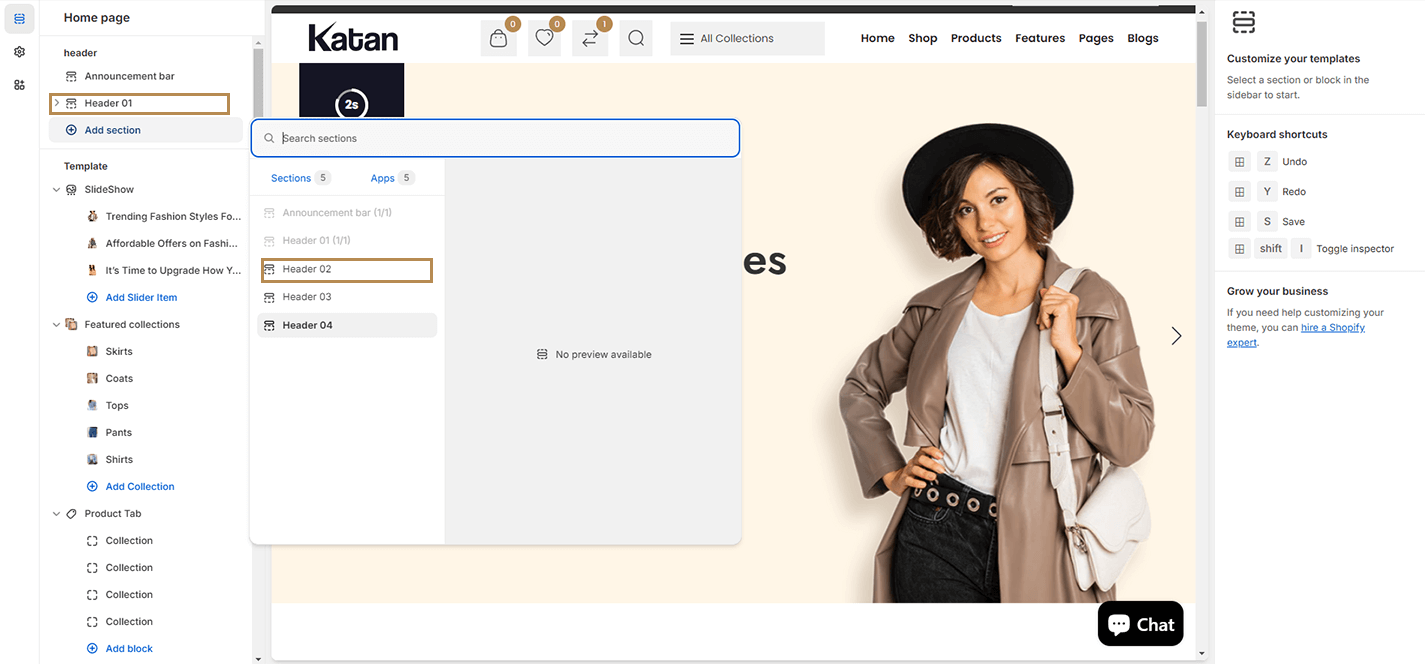 Home page
header
Announcement bar
Header 01
Add section
Template
SlideShow
Trending Fashion Styles Fo...
Affordable Offers on Fashi...
It's Time to Upgrade How Y...
Add Slider Item
Featured collections
Skirts
Coats
Tops
Pants
Shirts
Add Collection
Product Tab
Collection
Collection
Collection
Collection
Add block
Katan
0
0
1
All Collections
Home Shop Products Features Pages Blogs
2s
Search sections
Sections 5 Apps 5
Announcement bar (1/1)
Header 01 (1/1)
Header 02
Header 03
Header 04
No preview available
es
Chat
Customize your templates
Select a section or block in the
sidebar to start.
Keyboard shortcuts
Z Undo
Y Redo
S Save
shift I Toggle inspector
Grow your business
If you need help customizing your
theme, you can hire a Shopify
expert.